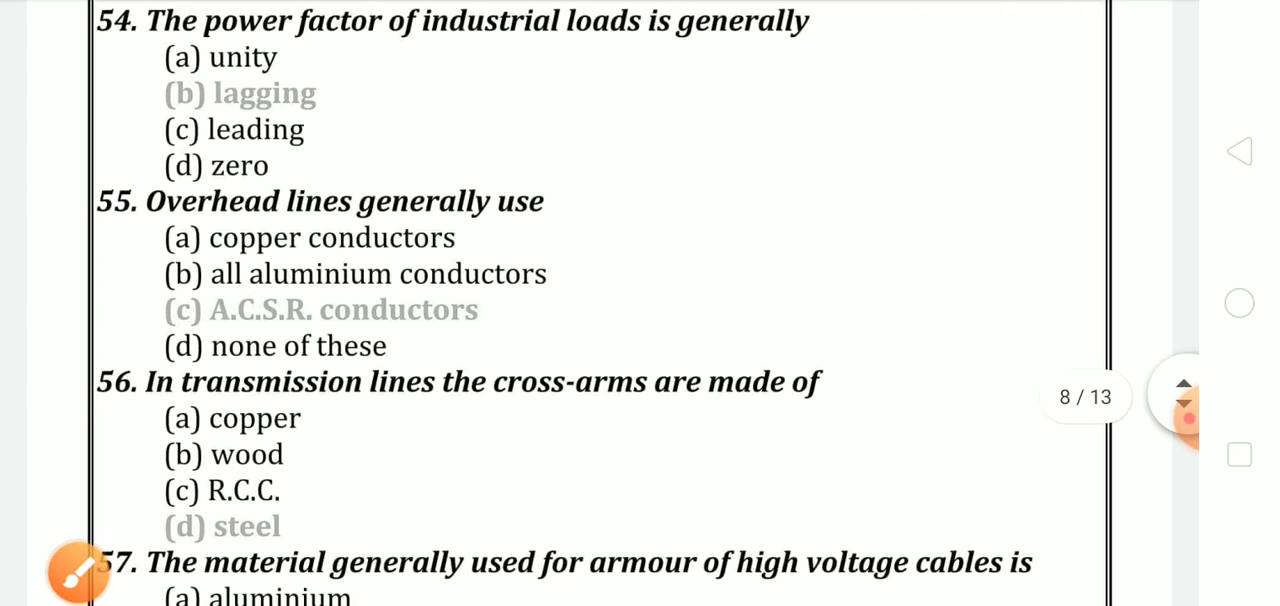 54. The power factor of industrial loads is generally
(a) unity
(b) lagging
(c) leading
(d) zero
55. Overhead lines generally use
(a) copper conductors
(b) all aluminium conductors
(c) A.C.S.R. conductors
(d) none of these
56. In transmission lines the cross-arms are made of
(a) copper
(b) wood
(c) R.C.C.
(d) steel
8 / 13
57. The material generally used for armour of high voltage cables is
(a) aluminium